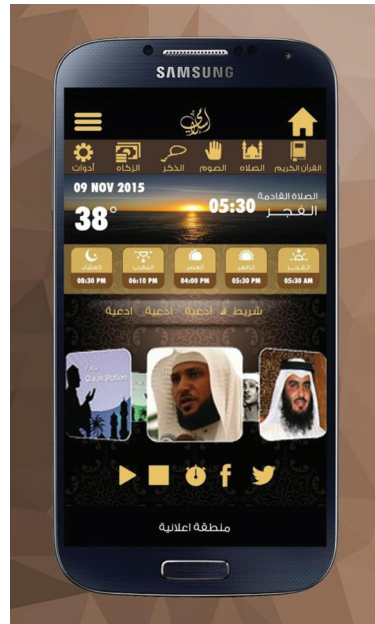 SAMSUNG
القرآن الكريم الصلاة الصوم الذكر الزكاة أدوات
09 NOV 2015
38°
الصلاة القادمة
الفجر 05:30
الشجر الظهر العصر المغرب العشاء
05:30 AM 05:30 PM 04:00 PM 06:10 PM 08:30 PM
شريط لـ ادعية ادعية ادعية
منطقة اعلانية